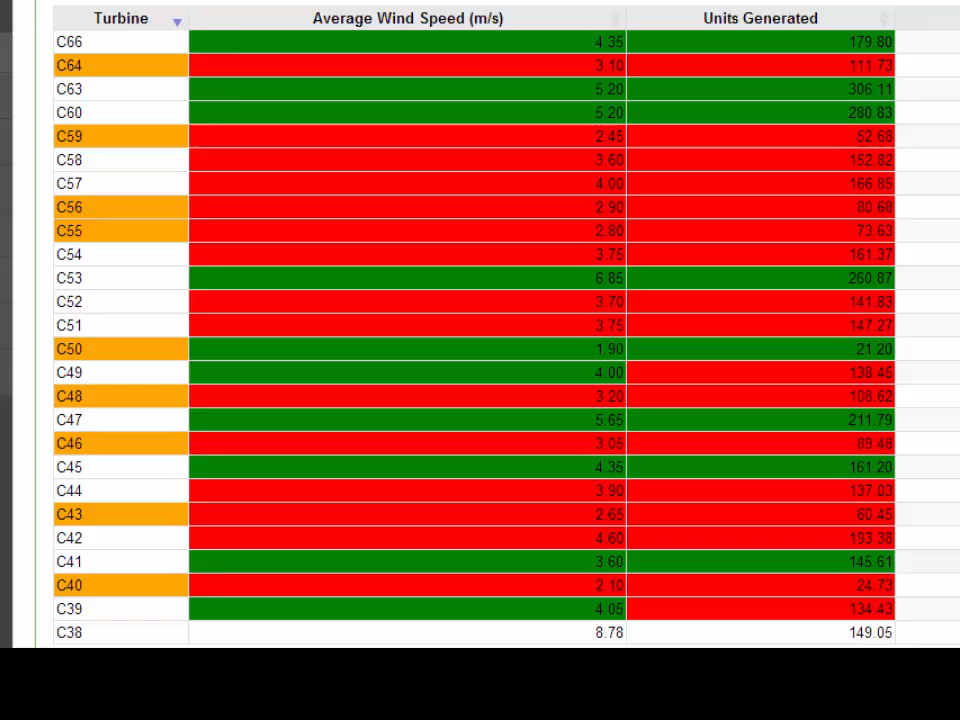 Turbine Average Wind Speed (m/s) Units Generated
C66 4.35 179.80
C64 3.10 111.73
C63 5.20 306.11
C60 5.20 280.83
C59 2.45 52.68
C58 3.60 152.82
C57 4.00 166.85
C56 2.90 80.68
C55 2.80 73.63
C54 3.75 161.37
C53 6.85 260.87
C52 3.70 141.83
C51 3.75 147.27
C50 1.90 21.20
C49 4.00 138.45
C48 3.20 108.62
C47 5.65 211.79
C46 3.05 89.48
C45 4.35 161.20
C44 3.90 137.03
C43 2.65 60.45
C42 4.60 193.38
C41 3.60 145.61
C40 2.10 24.73
C39 4.05 134.43
C38 8.78 149.05